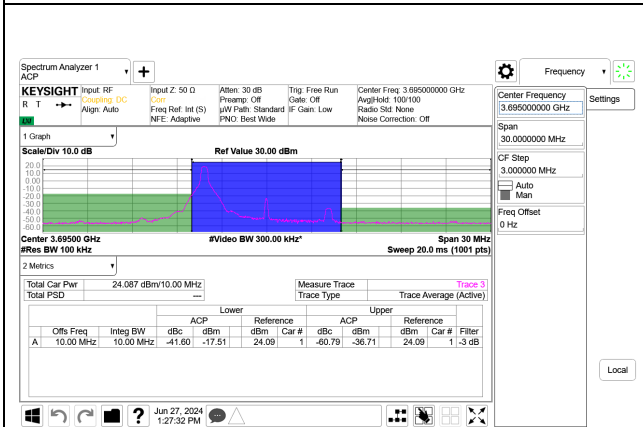 Spectrum Analyzer 1
ACP
Frequency
KEYSIGHT Input: RF Input Z: 50 Ω Atten: 30 dB Trig: Free Run Center Freq: 3.695000000 GHz
R T Coupling: DC Corr Preamp: Off Gate: Off Avg|Hold: 100/100
Align: Auto Freq Ref: Int (S) µW Path: Standard IF Gain: Low Radio Std: None
NFE: Adaptive PNO: Best Wide Noise Correction: Off
Center Frequency
3.695000000 GHz
Settings
Span
30.0000000 MHz
CF Step
3.000000 MHz
Auto
Man
Freq Offset
0 Hz
Local
1 Graph
Scale/Div 10.0 dB Ref Value 30.00 dBm
20.0
10.0
0.00
-10.0
-20.0
-30.0
-40.0
-50.0
-60.0
Center 3.69500 GHz #Video BW 300.00 kHz* Span 30 MHz
#Res BW 100 kHz Sweep 20.0 ms (1001 pts)
2 Metrics
Total Car Pwr 24.087 dBm/10.00 MHz Measure Trace Trace 3
Total PSD — Trace Type Trace Average (Active)
Lower Upper
ACP Reference ACP Reference
Offs Freq Integ BW dBc dBm dBm Car # dBc dBm dBm Car # Filter
A 10.00 MHz 10.00 MHz -41.60 -17.51 24.09 1 -60.79 -36.71 24.09 1 -3 dB
Jun 27, 2024
1:27:32 PM